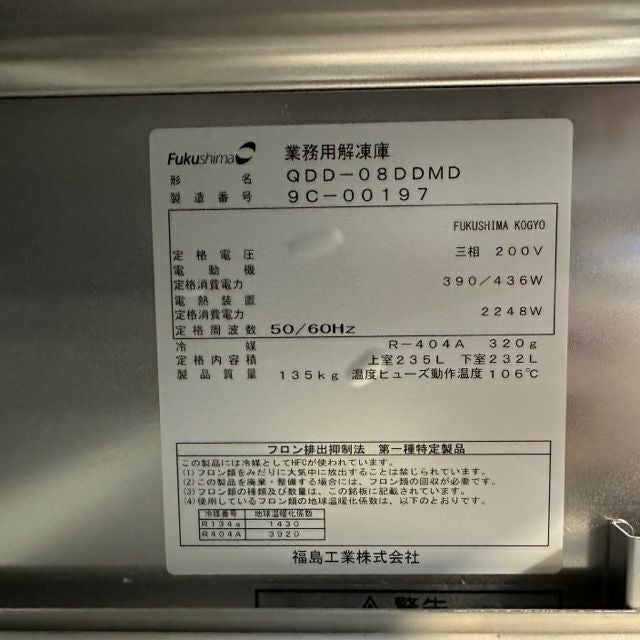 Fukushima 業務用解凍庫
形名 QDD-08DDMD
製造番号 9C-00197
FUKUSHIMA KOGYO
定格電圧 三相 200V
電動機
定格消費電力 390/436W
電熱装置
定格消費電力 2248W
定格周波数 50/60Hz
冷媒 R-404A 320g
定格内容積 上室235L 下室232L
製品質量 135kg 温度ヒューズ動作温度106℃
フロン排出抑制法 第一種特定製品
この製品には冷媒としてHFCが使われています。
(1)フロン類をみだりに大気中に放出することは禁じられています。
(2)この製品を廃棄・整備する場合には、フロン類の回収が必要です。
(3)フロン類の種類及び数量は、この銘板に記載されています。
(4)使用しているフロン類の地球温暖化係数は、以下のとおりです。
冷媒番号 地球温暖化係数
R134a 1430
R404A 3920
福島工業株式会社
警告